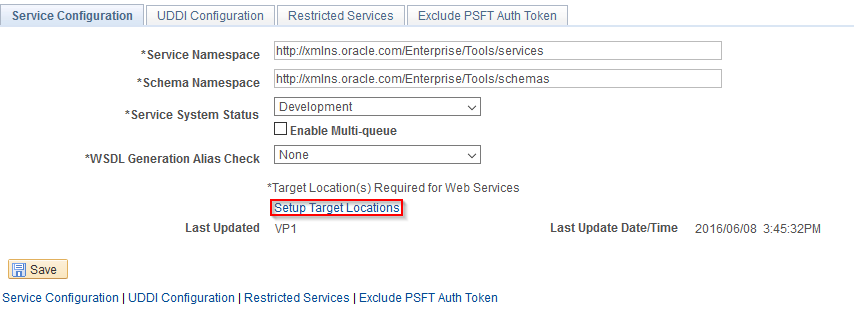 Service Configuration UDDI Configuration Restricted Services Exclude PSFT Auth Token
*Service Namespace http://xmlns.oracle.com/Enterprise/Tools/services
*Schema Namespace http://xmlns.oracle.com/Enterprise/Tools/schemas
*Service System Status Development
Enable Multi-queue
*WSDL Generation Alias Check None
*Target Location(s) Required for Web Services
Setup Target Locations
Last Updated VP1 Last Update Date/Time 2016/06/08 3:45:32PM
Save
Service Configuration | UDDI Configuration | Restricted Services | Exclude PSFT Auth Token